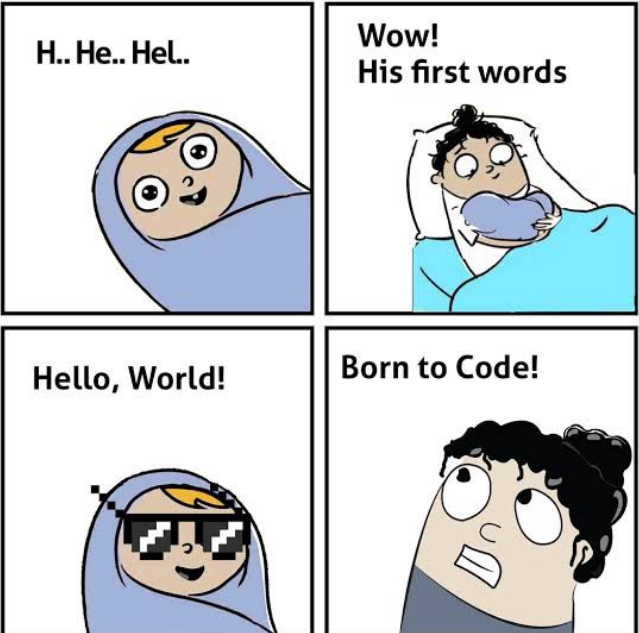 H.. He.. Hel..
Wow!
His first words
Hello, World!
Born to Code!